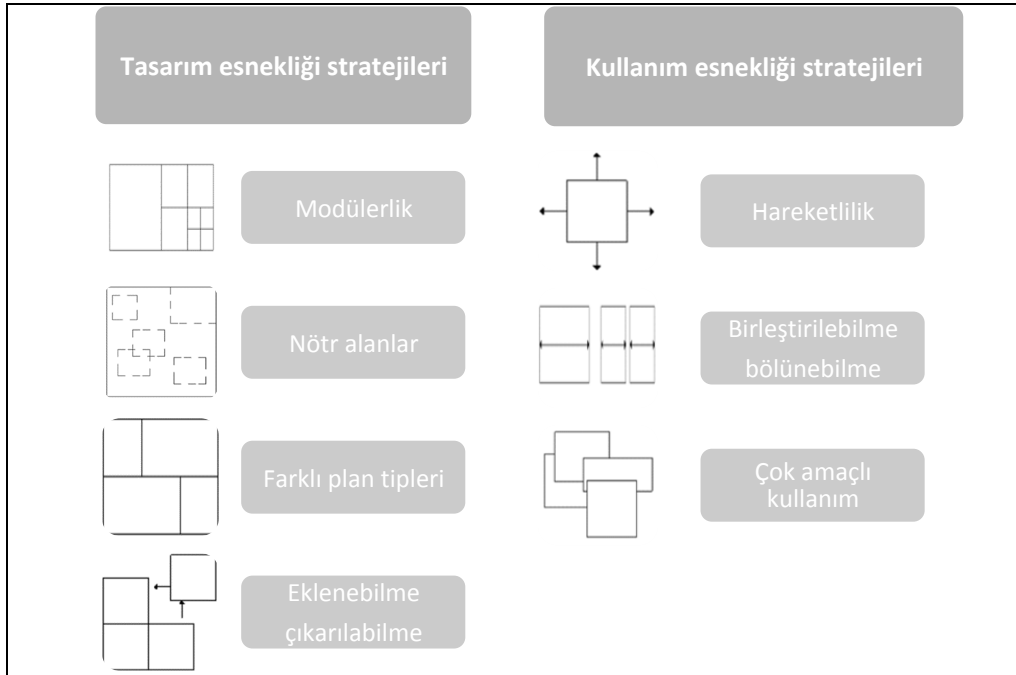 Tasarım esnekliği stratejileri
Modülerlik
Nötr alanlar
Farklı plan tipleri
Eklenebilme
çıkarılabilme
Kullanım esnekliği stratejileri
Hareketlilik
Birleştirilebilme
bölünebilme
Çok amaçlı
kullanım